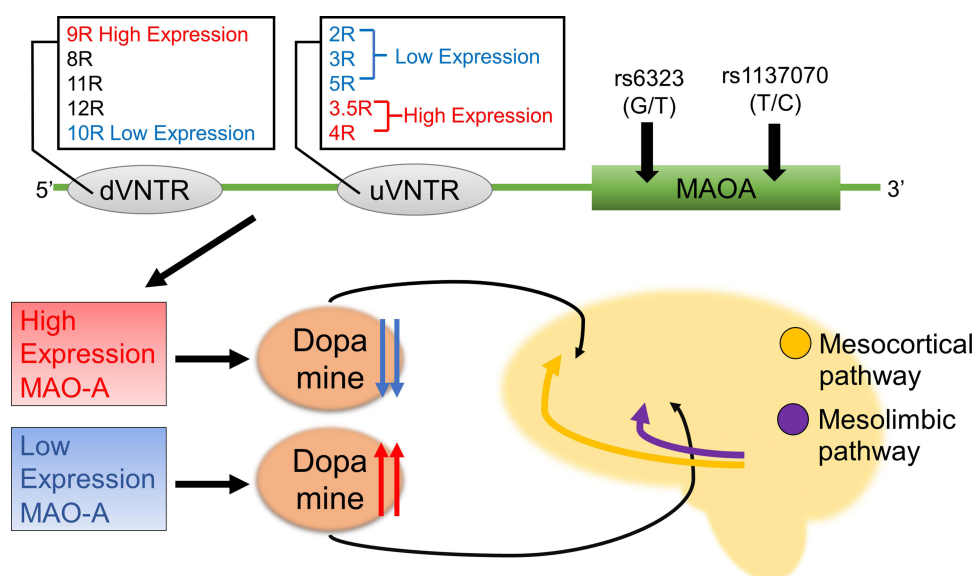 9R High Expression
8R
11R
12R
10R Low Expression
2R
3R
5R
Low Expression
3.5R
4R
High Expression
rs6323
(G/T)
rs1137070
(T/C)
5’
dVNTR
uVNTR
MAOA
3’
High
Expression
MAO-A
Dopa
mine
Low
Expression
MAO-A
Dopa
mine
Mesocortical
pathway
Mesolimbic
pathway